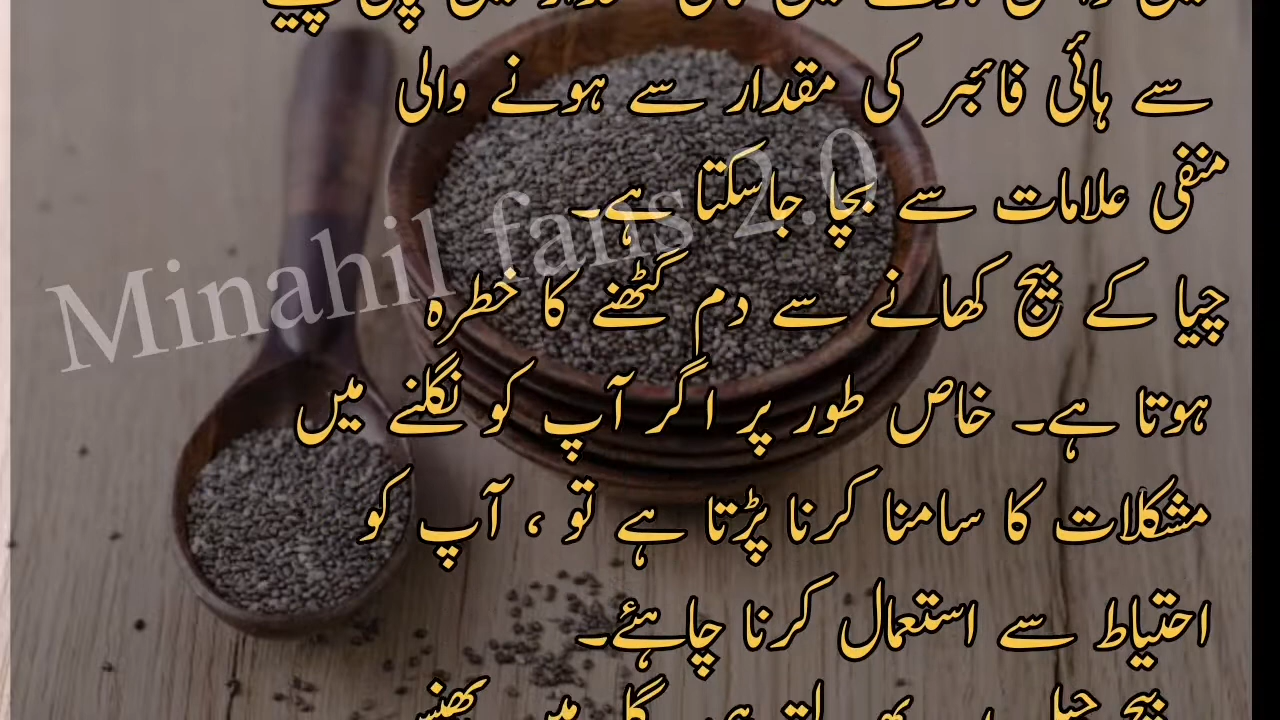 سے ہائی فائبر کی مقدار سے ہونے والی
منفی علامات سے بچا جاسکتا ہے۔
چیا کے بیج کھانے سے دم گٹھنے کا خطرہ
ہوتا ہے۔ خاص طور پر اگر آپ کو نگلنے میں
مشکلات کا سامنا کرنا پڑتا ہے تو ، آپ کو
احتیاط سے استعمال کرنا چاہئے۔
Minahil fans 2.0